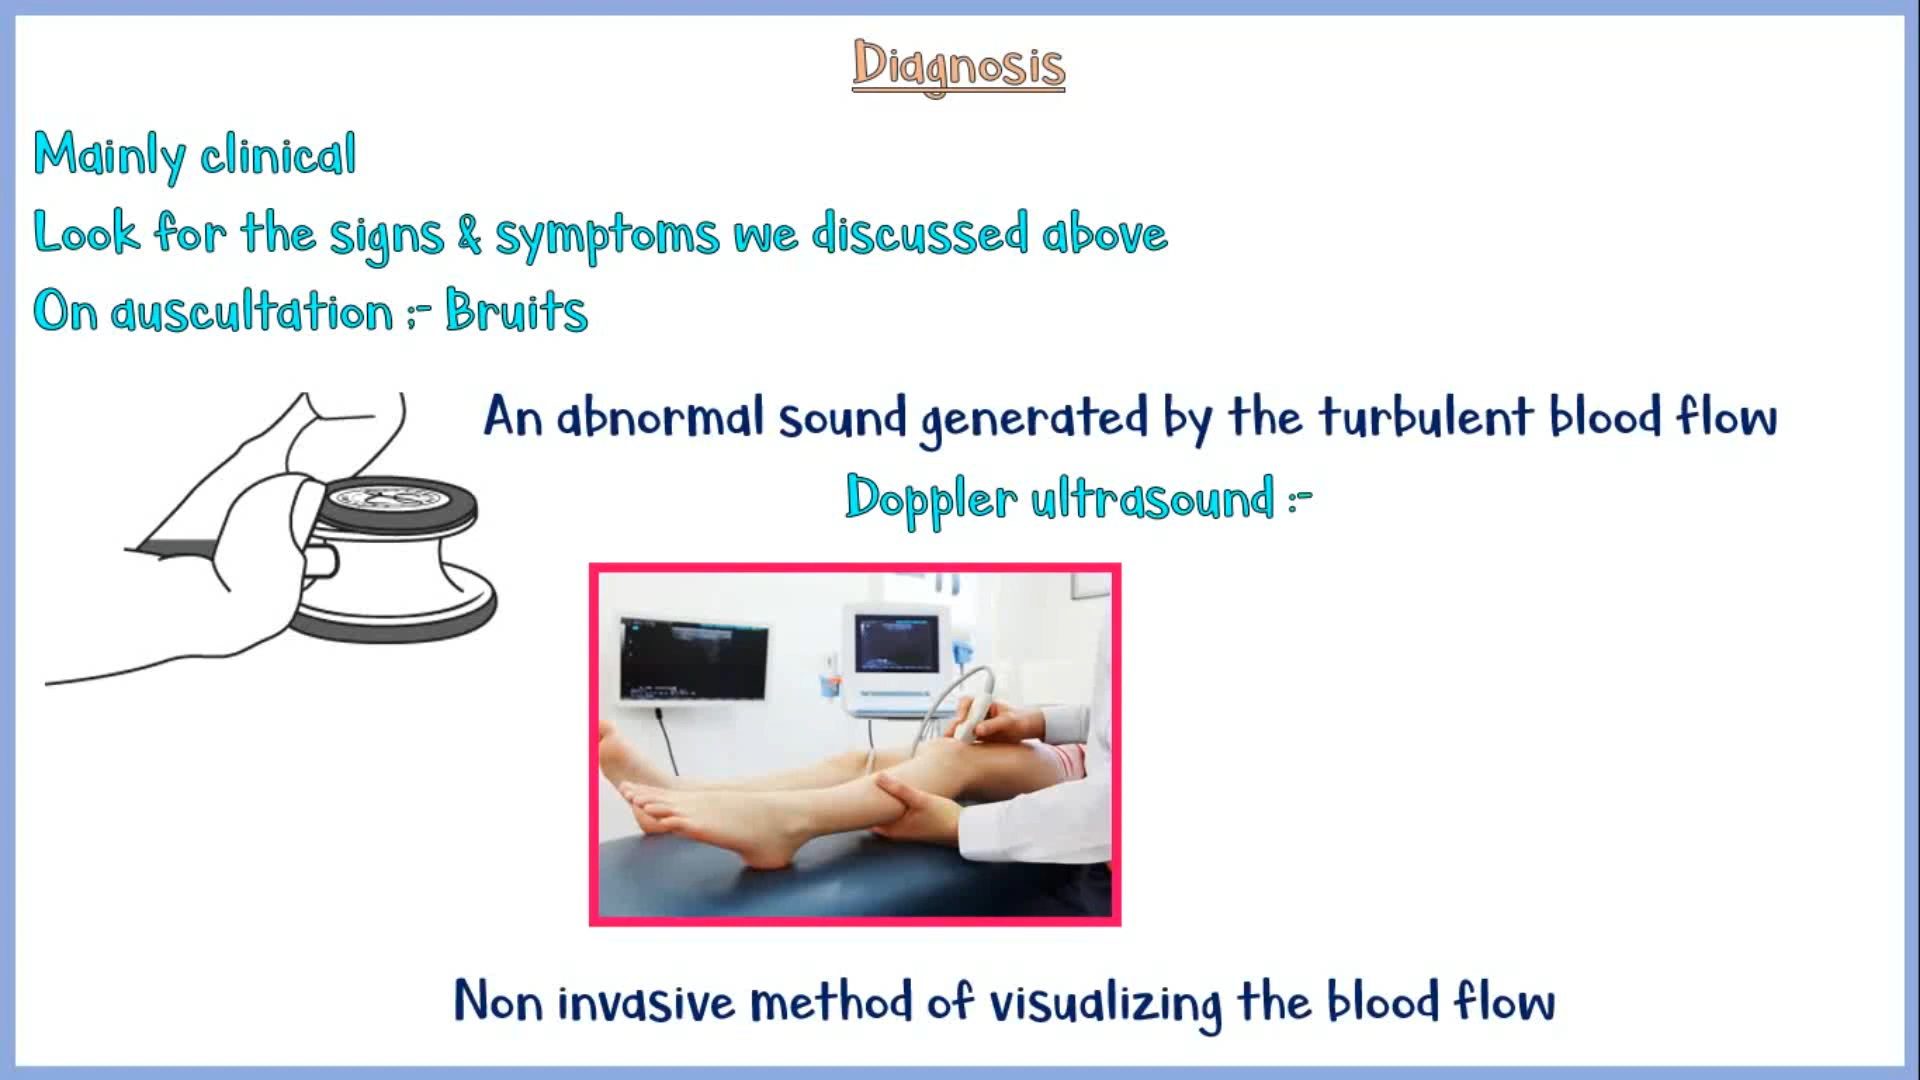 Diagnosis
Mainly clinical
Look for the signs & symptoms we discussed above
On auscultation :- Bruits
An abnormal sound generated by the turbulent blood flow
Doppler ultrasound :-
Non invasive method of visualizing the blood flow